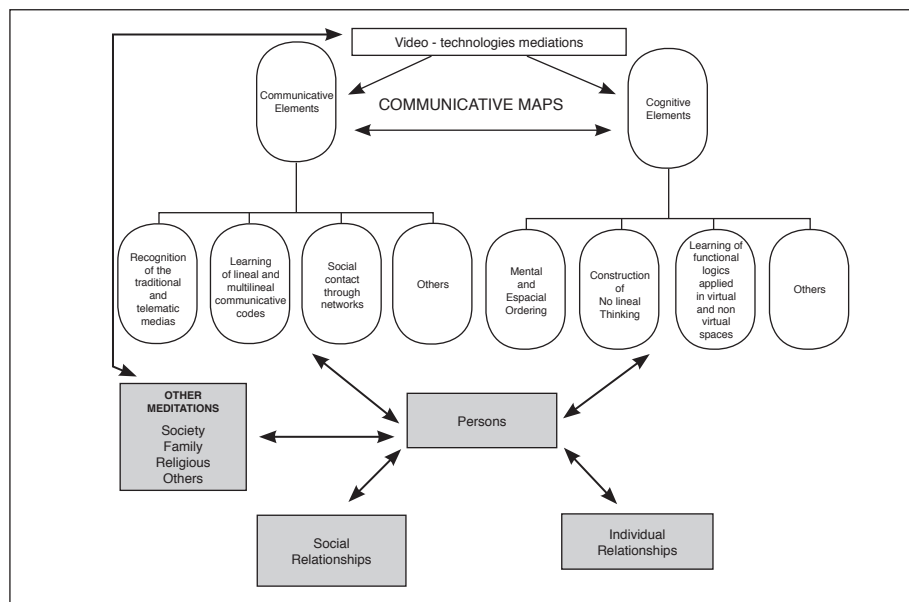 Video - technologies mediations
Communicative
Elements
COMMUNICATIVE MAPS
Cognitive
Elements
Recognition
of the
traditional
and
telematic
medias
Learning
of lineal and
multilineal
communicative
codes
Social
contact
through
networks
Others
Mental
and
Espacial
Ordering
Construction
of
No lineal
Thinking
Learning of
functional
logics
applied
in virtual
and non
virtual
spaces
Others
OTHER
MEDITATIONS
Society
Family
Religious
Others
Persons
Social
Relationships
Individual
Relationships